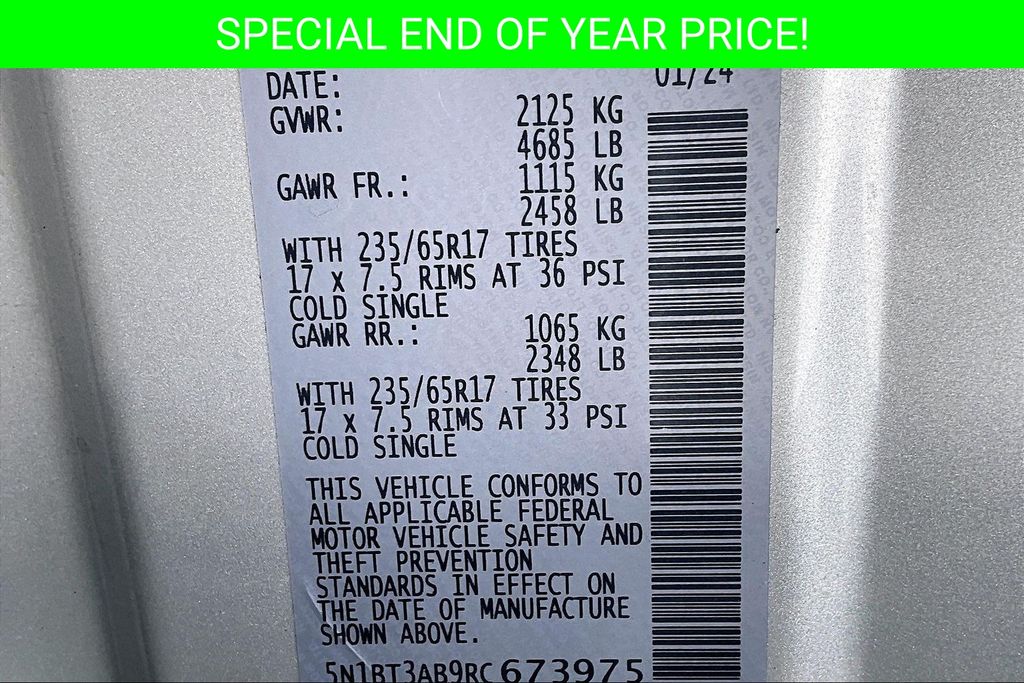 SPECIAL END OF YEAR PRICE!
DATE: 01/24
GVWR: 2125 KG
4685 LB
GAWR FR.: 1115 KG
2458 LB
WITH 235/65R17 TIRES
17 x 7.5 RIMS AT 36 PSI
COLD SINGLE
GAWR RR.: 1065 KG
2348 LB
WITH 235/65R17 TIRES
17 x 7.5 RIMS AT 33 PSI
COLD SINGLE
THIS VEHICLE CONFORMS TO
ALL APPLICABLE FEDERAL
MOTOR VEHICLE SAFETY AND
THEFT PREVENTION
STANDARDS IN EFFECT ON
THE DATE OF MANUFACTURE
SHOWN ABOVE.
5N1BT3AB9RC673975